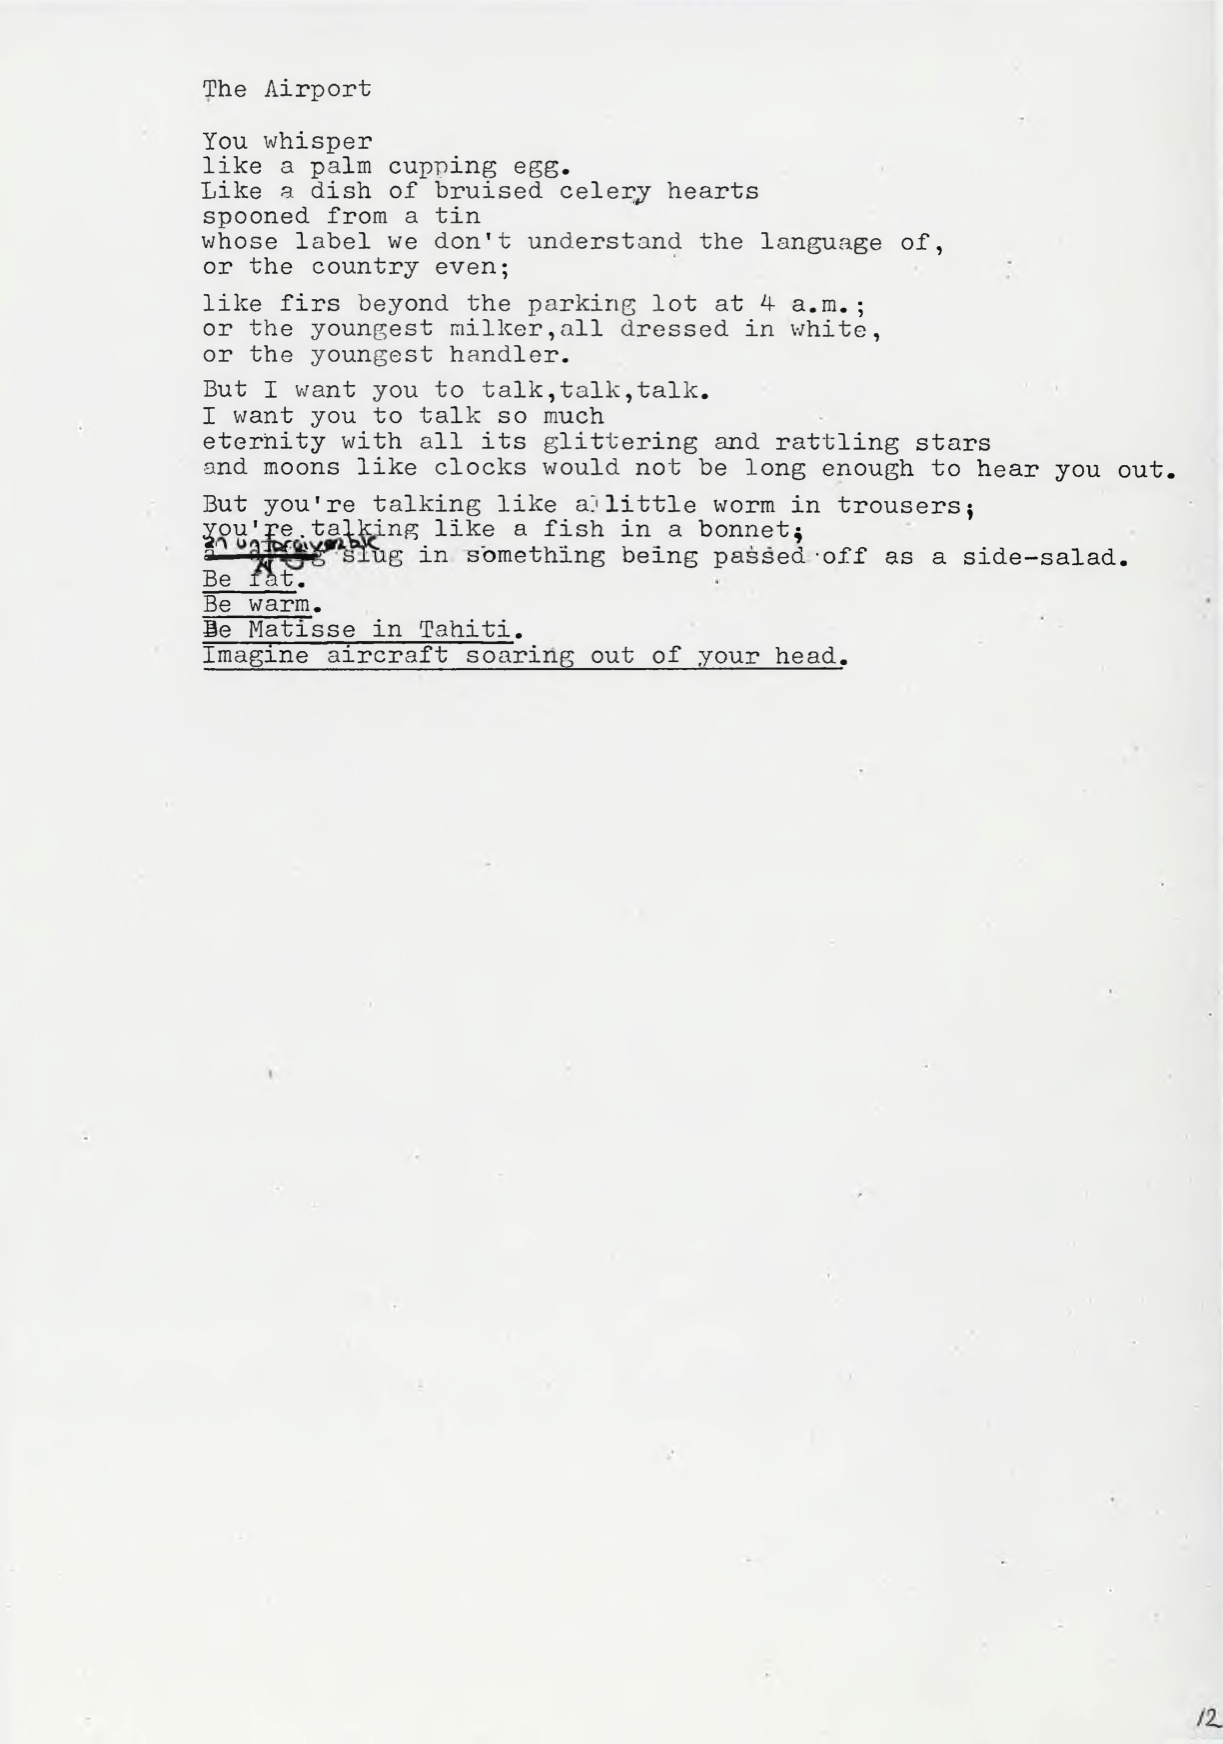 The Airport
You whisper
like a palm cupping egg.
Like a dish of bruised celery hearts
spooned from a tin
whose label we don't understand the language of,
or the country even;
like firs beyond the parking lot at 4 a.m.;
or the youngest milker,all dressed in white,
or the youngest handler.
But I want you to talk,talk,talk.
I want you to talk so much
eternity with all its glittering and rattling stars
and moons like clocks would not be long enough to hear you out.
But you're talking like a little worm in trousers;
you're talking like a fish in a bonnet;
an unforgiveable
slug in something being passed off as a side-salad.
Be fat.
Be warm.
Be Matisse in Tahiti.
Imagine aircraft soaring out of your head.
12